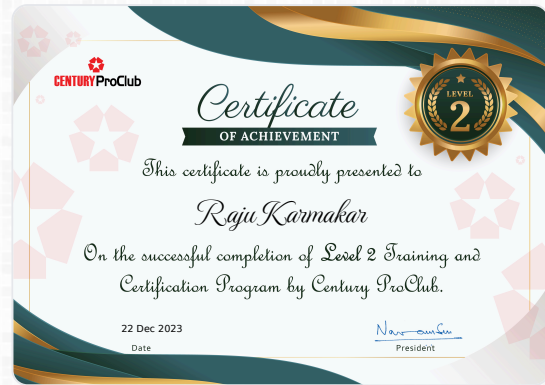 CENTURY ProClub
Certificate
OF ACHIEVEMENT
LEVEL
2
This certificate is proudly presented to
Raju Karmakar
On the successful completion of Level 2 Training and
Certification Program by Century ProClub.
22 Dec 2023
Date
President